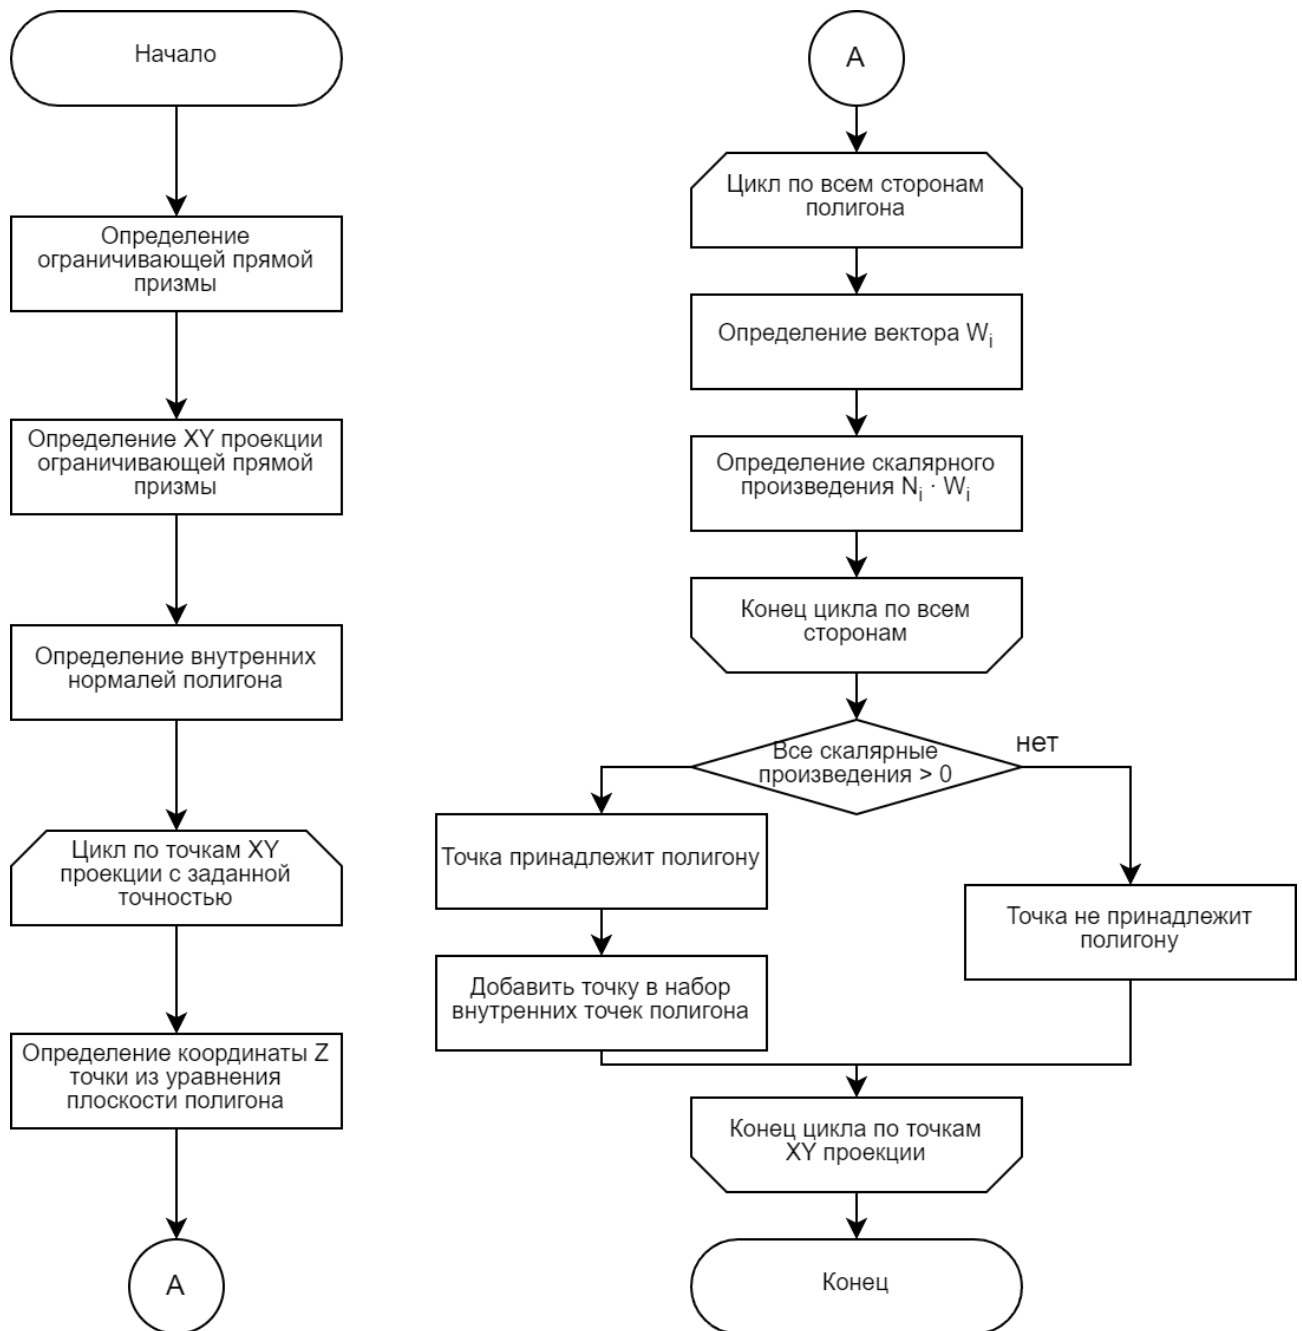 Начало
Определение
ограничивающей прямой
призмы
Определение XY проекции
ограничивающей прямой
призмы
Определение внутренних
нормалей полигона
Цикл по точкам XY
проекции с заданной
точностью
Определение координаты Z
точки из уравнения
плоскости полигона
A
A
Цикл по всем сторонам
полигона
Определение вектора Wi
Определение скалярного
произведения Ni · Wi
Конец цикла по всем
сторонам
Все скалярные
произведения > 0
нет
Точка принадлежит полигону
Добавить точку в набор
внутренних точек полигона
Точка не принадлежит
полигону
Конец цикла по точкам
XY проекции
Конец